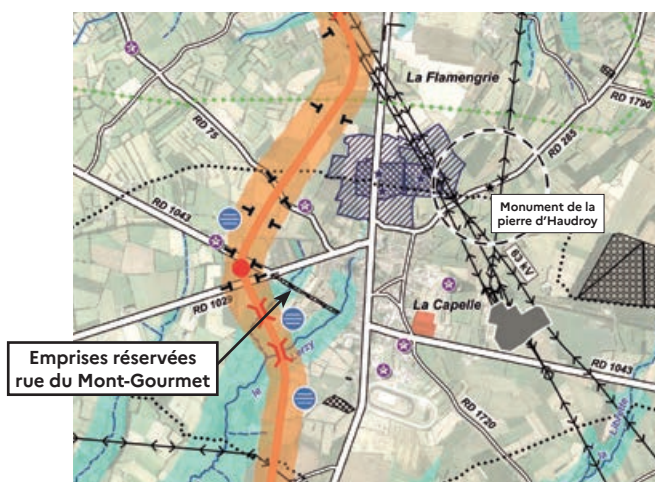 La Flamengrie
RD 1790
RD 75
RD 285
RD 1043
Monument de la
pierre d'Haudroy
63 kV
RD 1029
La Capelle
Emprises réservées
rue du Mont-Gourmet
le
RD 1043
RD 1720